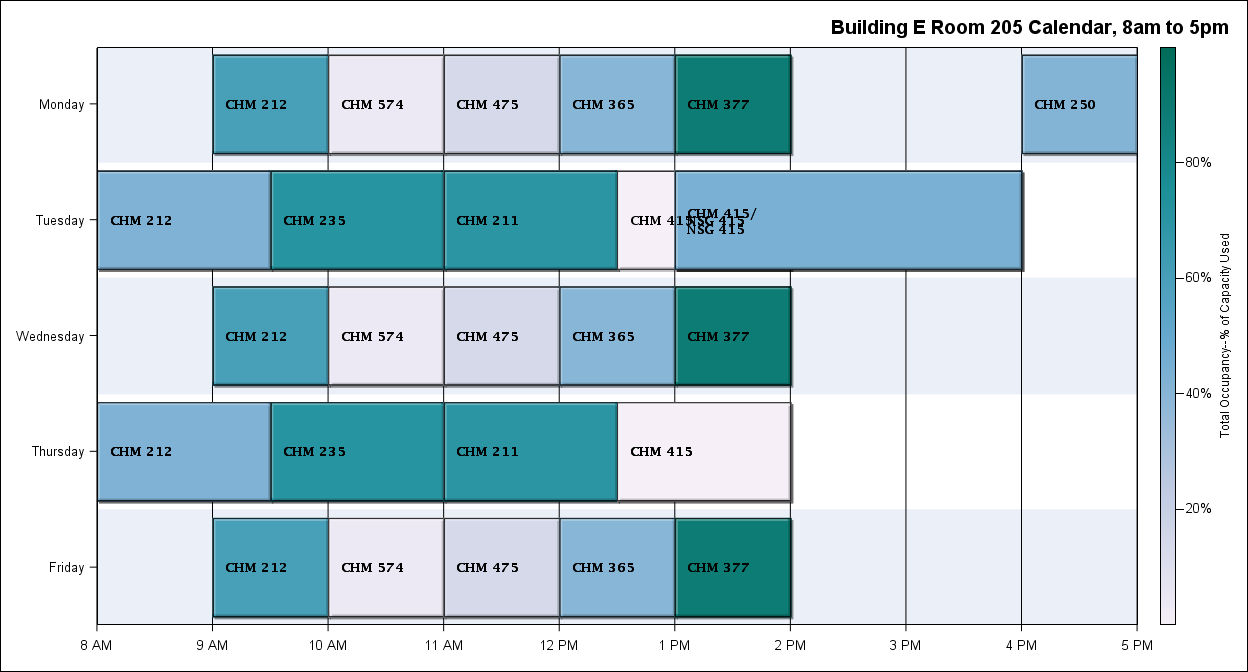 Building E Room 205 Calendar, 8am to 5pm
Monday
CHM 212
CHM 574
CHM 475
CHM 365
CHM 377
CHM 250
Tuesday
CHM 212
CHM 235
CHM 211
CHM 415
CHM 415/
NSG 415
NSG 415
Wednesday
CHM 212
CHM 574
CHM 475
CHM 365
CHM 377
Thursday
CHM 212
CHM 235
CHM 211
CHM 415
Friday
CHM 212
CHM 574
CHM 475
CHM 365
CHM 377
8 AM
9 AM
10 AM
11 AM
12 PM
1 PM
2 PM
3 PM
4 PM
5 PM
80%
60%
40%
20%
Total Occupancy--% of Capacity Used